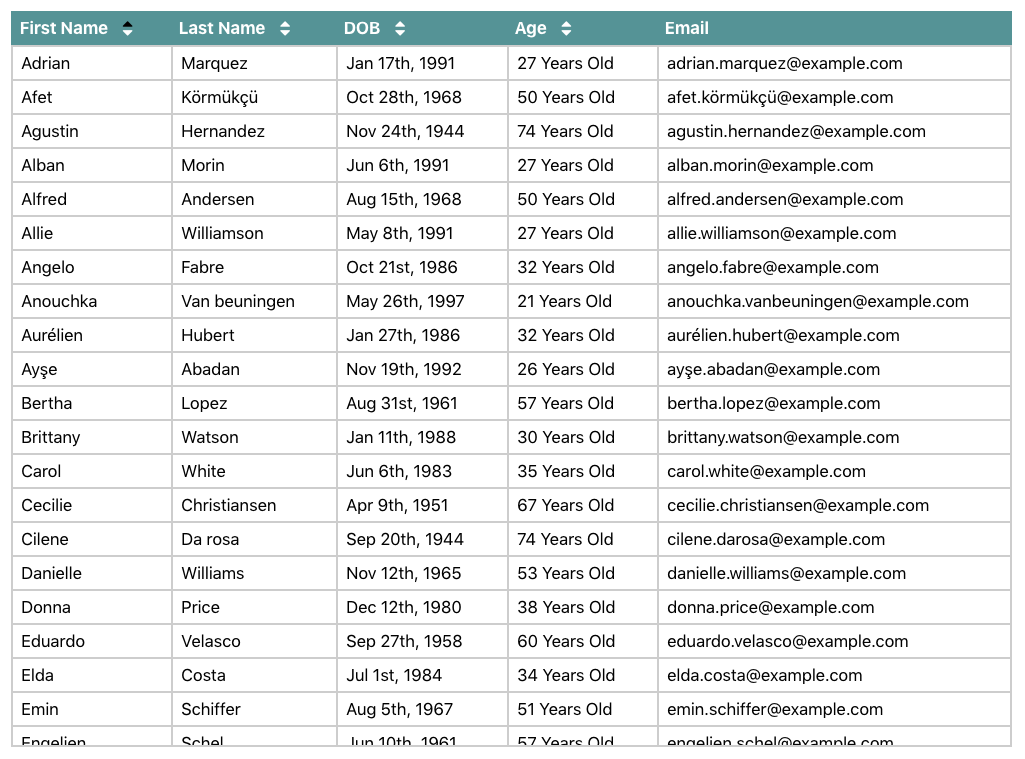 First Name Last Name DOB Age Email
Adrian Marquez Jan 17th, 1991 27 Years Old adrian.marquez@example.com
Afet Körmükçü Oct 28th, 1968 50 Years Old afet.körmükçü@example.com
Agustin Hernandez Nov 24th, 1944 74 Years Old agustin.hernandez@example.com
Alban Morin Jun 6th, 1991 27 Years Old alban.morin@example.com
Alfred Andersen Aug 15th, 1968 50 Years Old alfred.andersen@example.com
Allie Williamson May 8th, 1991 27 Years Old allie.williamson@example.com
Angelo Fabre Oct 21st, 1986 32 Years Old angelo.fabre@example.com
Anouchka Van beuningen May 26th, 1997 21 Years Old anouchka.vanbeuningen@example.com
Aurélien Hubert Jan 27th, 1986 32 Years Old aurélien.hubert@example.com
Ayşe Abadan Nov 19th, 1992 26 Years Old ayşe.abadan@example.com
Bertha Lopez Aug 31st, 1961 57 Years Old bertha.lopez@example.com
Brittany Watson Jan 11th, 1988 30 Years Old brittany.watson@example.com
Carol White Jun 6th, 1983 35 Years Old carol.white@example.com
Cecilie Christiansen Apr 9th, 1951 67 Years Old cecilie.christiansen@example.com
Cilene Da rosa Sep 20th, 1944 74 Years Old cilene.darosa@example.com
Danielle Williams Nov 12th, 1965 53 Years Old danielle.williams@example.com
Donna Price Dec 12th, 1980 38 Years Old donna.price@example.com
Eduardo Velasco Sep 27th, 1958 60 Years Old eduardo.velasco@example.com
Elda Costa Jul 1st, 1984 34 Years Old elda.costa@example.com
Emin Schiffer Aug 5th, 1967 51 Years Old emin.schiffer@example.com
Engelien Schel Jun 10th, 1961 57 Years Old engelien.schel@example.com